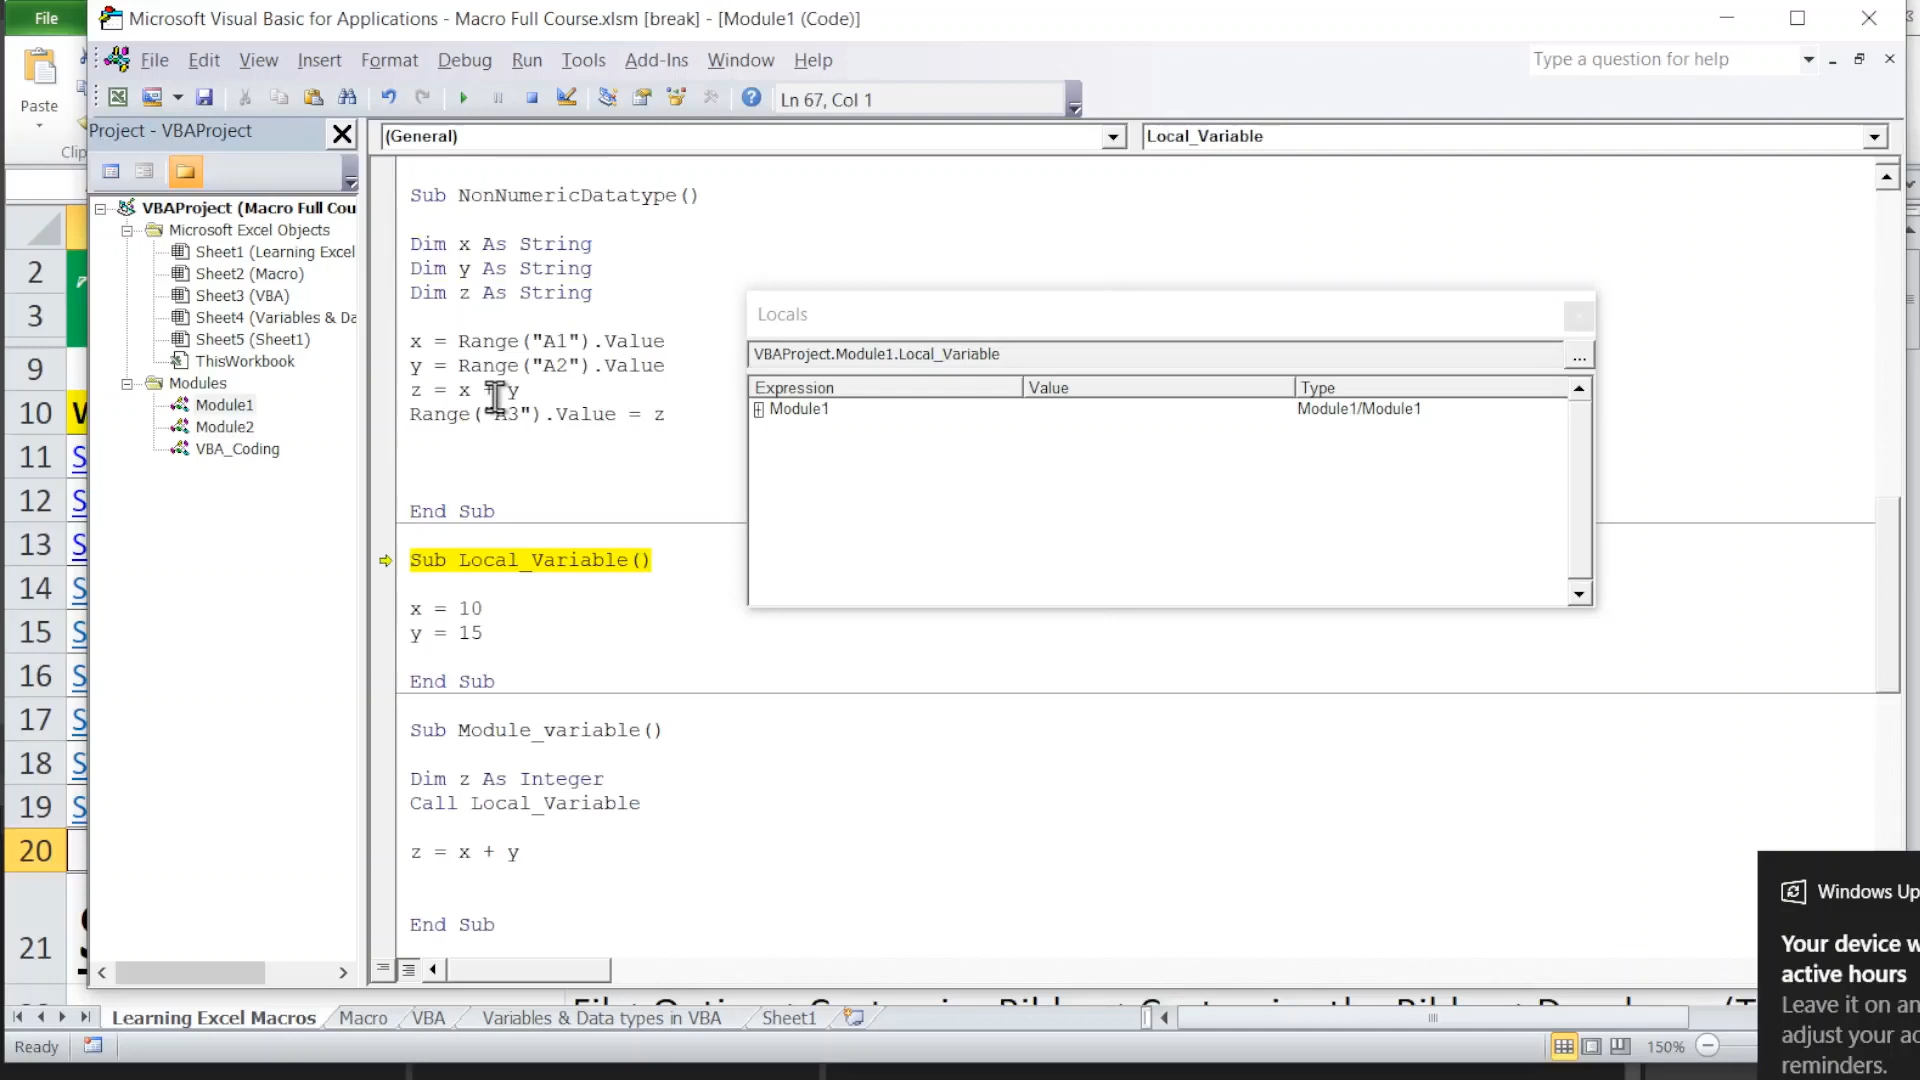 File
Microsoft Visual Basic for Applications - Macro Full Course.xlsm [break] - [Module1 (Code)]
File Edit View Insert Format Debug Run Tools Add-Ins Window Help
Type a question for help
Paste
Ln 67, Col 1
Project - VBAProject
(General)
Local_Variable
VBAProject (Macro Full Cou
Microsoft Excel Objects
Sheet1 (Learning Excel
Sheet2 (Macro)
Sheet3 (VBA)
Sheet4 (Variables & Da
Sheet5 (Sheet1)
ThisWorkbook
Modules
Module1
Module2
VBA_Coding
Sub NonNumericDatatype()
Dim x As String
Dim y As String
Dim z As String
x = Range("A1").Value
y = Range("A2").Value
z = x + y
Range("A3").Value = z
End Sub
Sub Local_Variable()
x = 10
y = 15
End Sub
Sub Module_variable()
Dim z As Integer
Call Local_Variable
z = x + y
End Sub
Locals
VBAProject.Module1.Local_Variable
...
Expression Value Type
Module1 Module1/Module1
2
3
9
10
11
12
13
14
15
16
17
18
19
20
21
Learning Excel Macros Macro VBA Variables & Data types in VBA Sheet1
Ready
150%
Windows Up
Your device w
active hours
Leave it on an
adjust your ac
reminders.